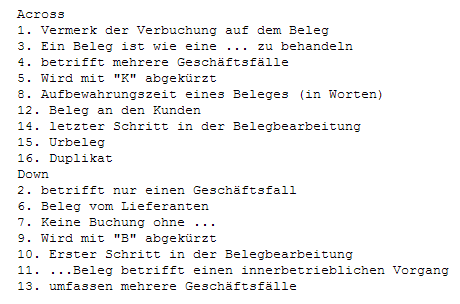 Across
1. Vermerk der Verbuchung auf dem Beleg
3. Ein Beleg ist wie eine ... zu behandeln
4. betrifft mehrere Geschäftsfälle
5. Wird mit "K" abgekürzt
8. Aufbewahrungszeit eines Beleges (in Worten)
12. Beleg an den Kunden
14. letzter Schritt in der Belegbearbeitung
15. Urbeleg
16. Duplikat
Down
2. betrifft nur einen Geschäftsfall
6. Beleg vom Lieferanten
7. Keine Buchung ohne ...
9. Wird mit "B" abgekürzt
10. Erster Schritt in der Belegbearbeitung
11. ...Beleg betrifft einen innerbetrieblichen Vorgang
13. umfassen mehrere Geschäftsfälle